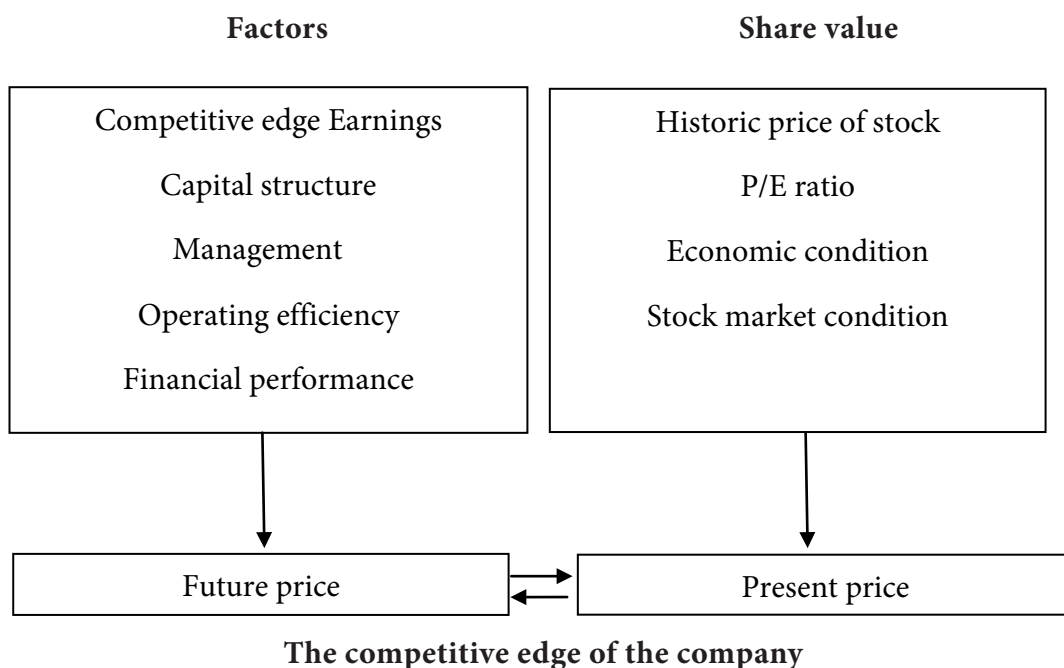 Factors
Share value
Competitive edge Earnings
Capital structure
Management
Operating efficiency
Financial performance
Historic price of stock
P/E ratio
Economic condition
Stock market condition
Future price
Present price
The competitive edge of the company